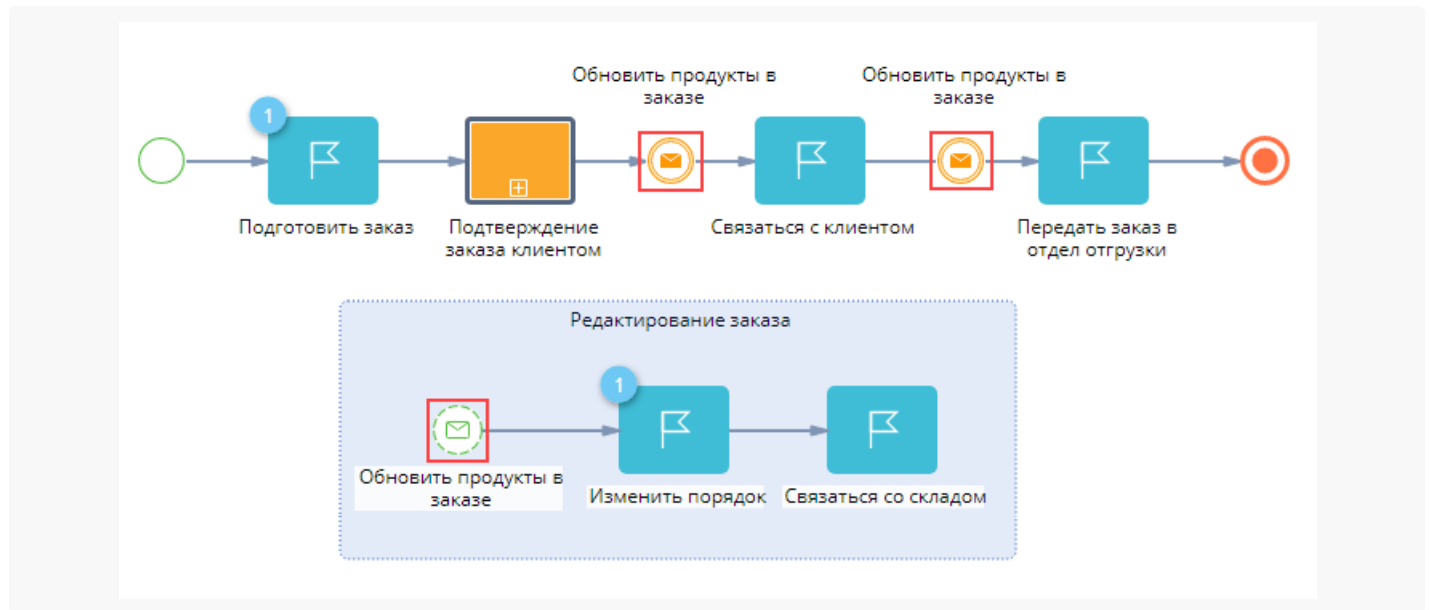 Обновить продукты в
заказе
Обновить продукты в
заказе
1
Подготовить заказ
Подтверждение
заказа клиентом
Связаться с клиентом
Передать заказ в
отдел отгрузки
Редактирование заказа
1
Обновить продукты в
заказе
Изменить порядок
Связаться со складом